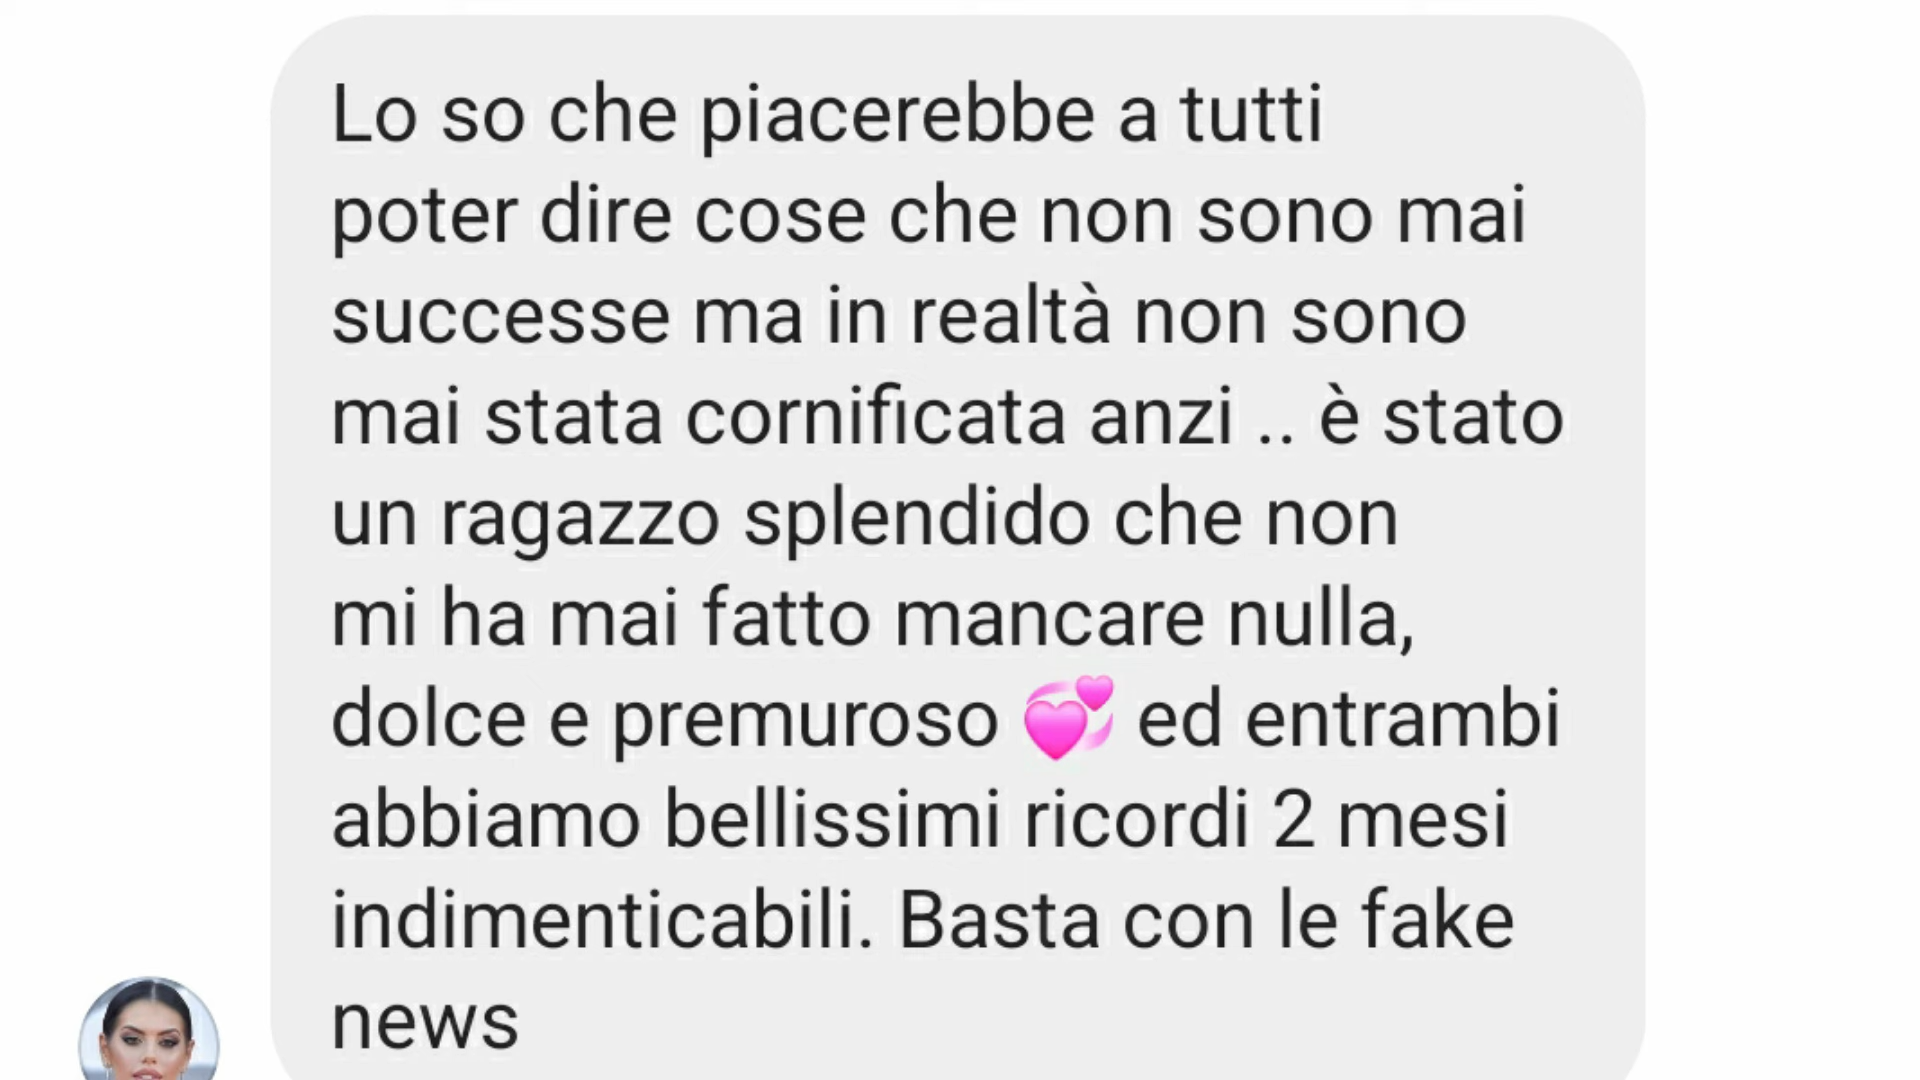 Lo so che piacerebbe a tutti
poter dire cose che non sono mai
successe ma in realtà non sono
mai stata cornificata anzi .. è stato
un ragazzo splendido che non
mi ha mai fatto mancare nulla,
dolce e premuroso 💞 ed entrambi
abbiamo bellissimi ricordi 2 mesi
indimenticabili. Basta con le fake
news